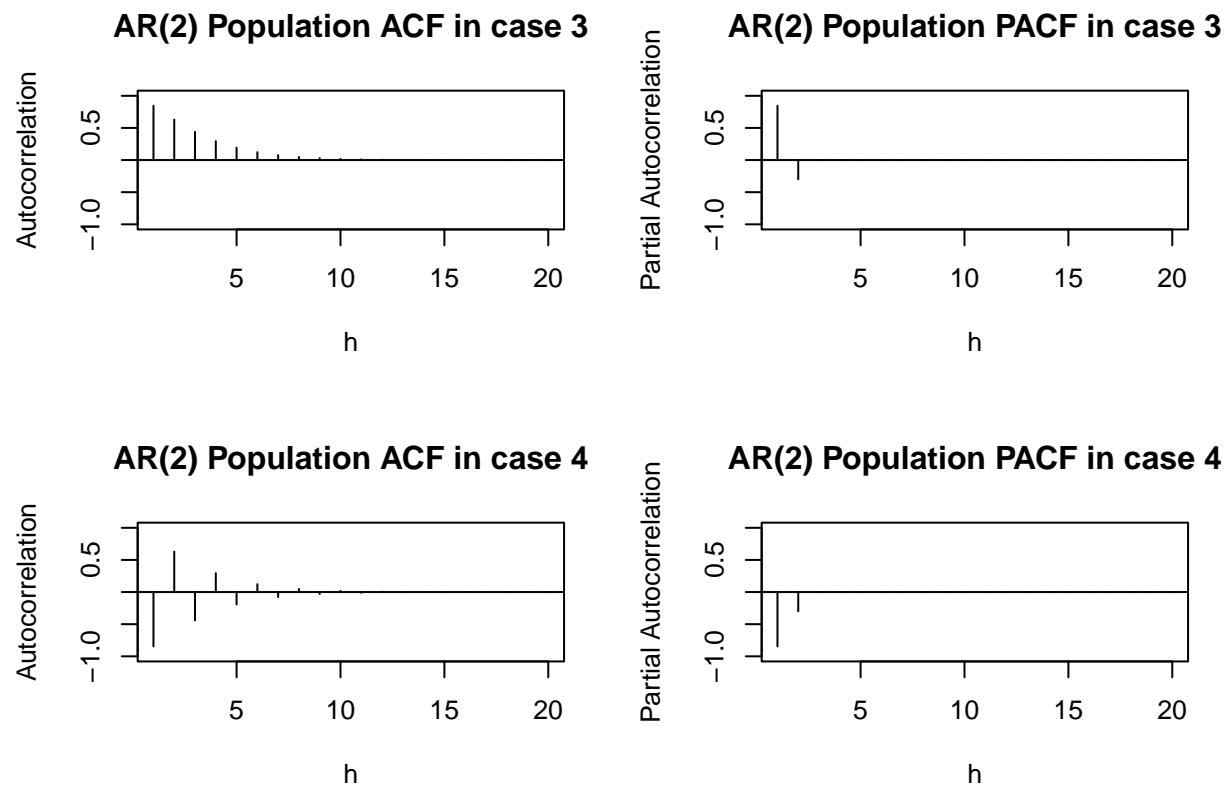 AR(2) Population ACF in case 3
Autocorrelation
0.5
−1.0
5 10 15 20
h
AR(2) Population PACF in case 3
Partial Autocorrelation
0.5
−1.0
5 10 15 20
h
AR(2) Population ACF in case 4
Autocorrelation
0.5
−1.0
5 10 15 20
h
AR(2) Population PACF in case 4
Partial Autocorrelation
0.5
−1.0
5 10 15 20
h